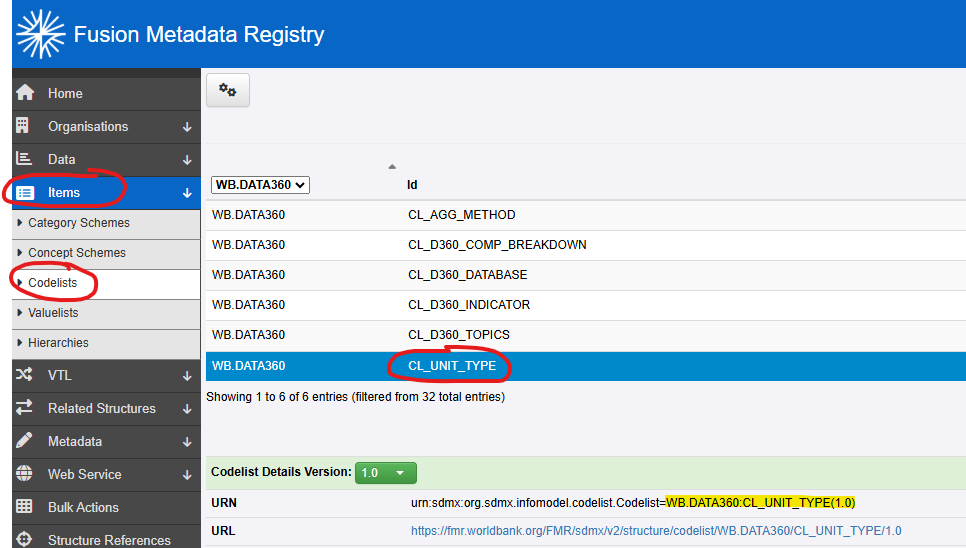 Fusion Metadata Registry
Home
Organisations
Data
Items
Category Schemes
Concept Schemes
Codelists
Valuelists
Hierarchies
VTL
Related Structures
Metadata
Web Service
Bulk Actions
Structure References
WB.DATA360 Id
WB.DATA360 CL_AGG_METHOD
WB.DATA360 CL_D360_COMP_BREAKDOWN
WB.DATA360 CL_D360_DATABASE
WB.DATA360 CL_D360_INDICATOR
WB.DATA360 CL_D360_TOPICS
WB.DATA360 CL_UNIT_TYPE
Showing 1 to 6 of 6 entries (filtered from 32 total entries)
Codelist Details Version: 1.0
URN urn:sdmx:org.sdmx.infomodel.codelist.Codelist=WB.DATA360:CL_UNIT_TYPE(1.0)
URL https://fmr.worldbank.org/FMR/sdmx/v2/structure/codelist/WB.DATA360/CL_UNIT_TYPE/1.0